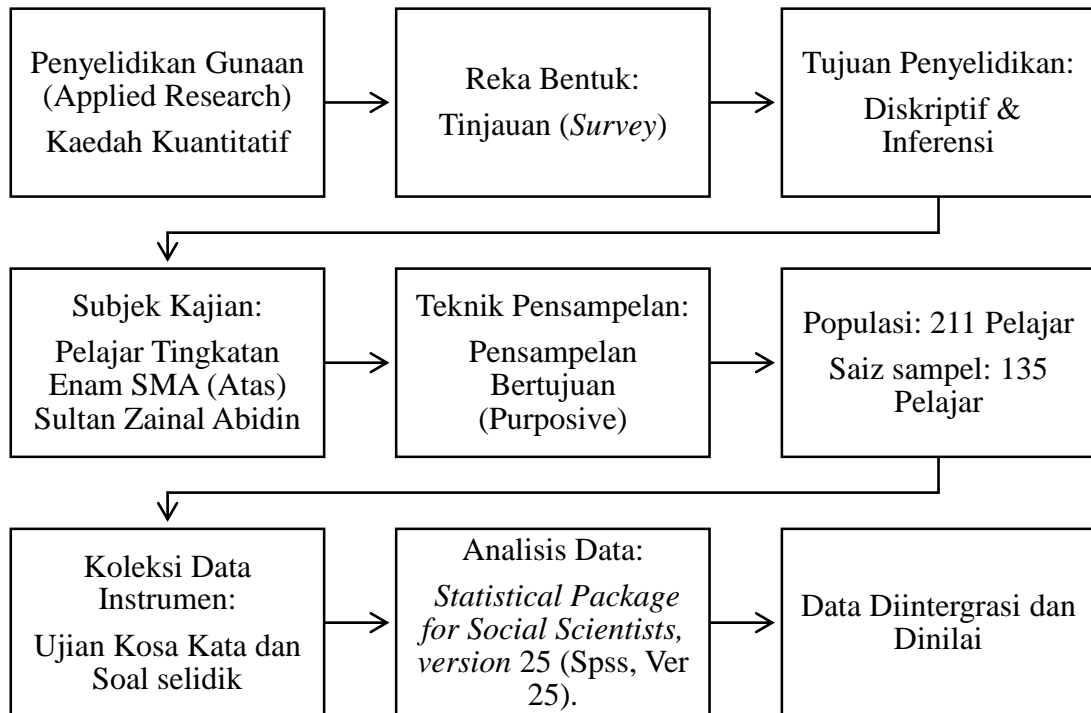 Penyelidikan Gunaan
(Applied Research)
Kaedah Kuantitatif
Reka Bentuk:
Tinjauan (Survey)
Tujuan Penyelidikan:
Diskriptif &
Inferensi
Subjek Kajian:
Pelajar Tingkatan
Enam SMA (Atas)
Sultan Zainal Abidin
Teknik Pensampelan:
Pensampelan
Bertujuan
(Purposive)
Populasi: 211 Pelajar
Saiz sampel: 135
Pelajar
Koleksi Data
Instrumen:
Ujian Kosa Kata dan
Soal selidik
Analisis Data:
Statistical Package
for Social Scientists,
version 25 (Spss, Ver
25).
Data Diintergrasi dan
Dinilai